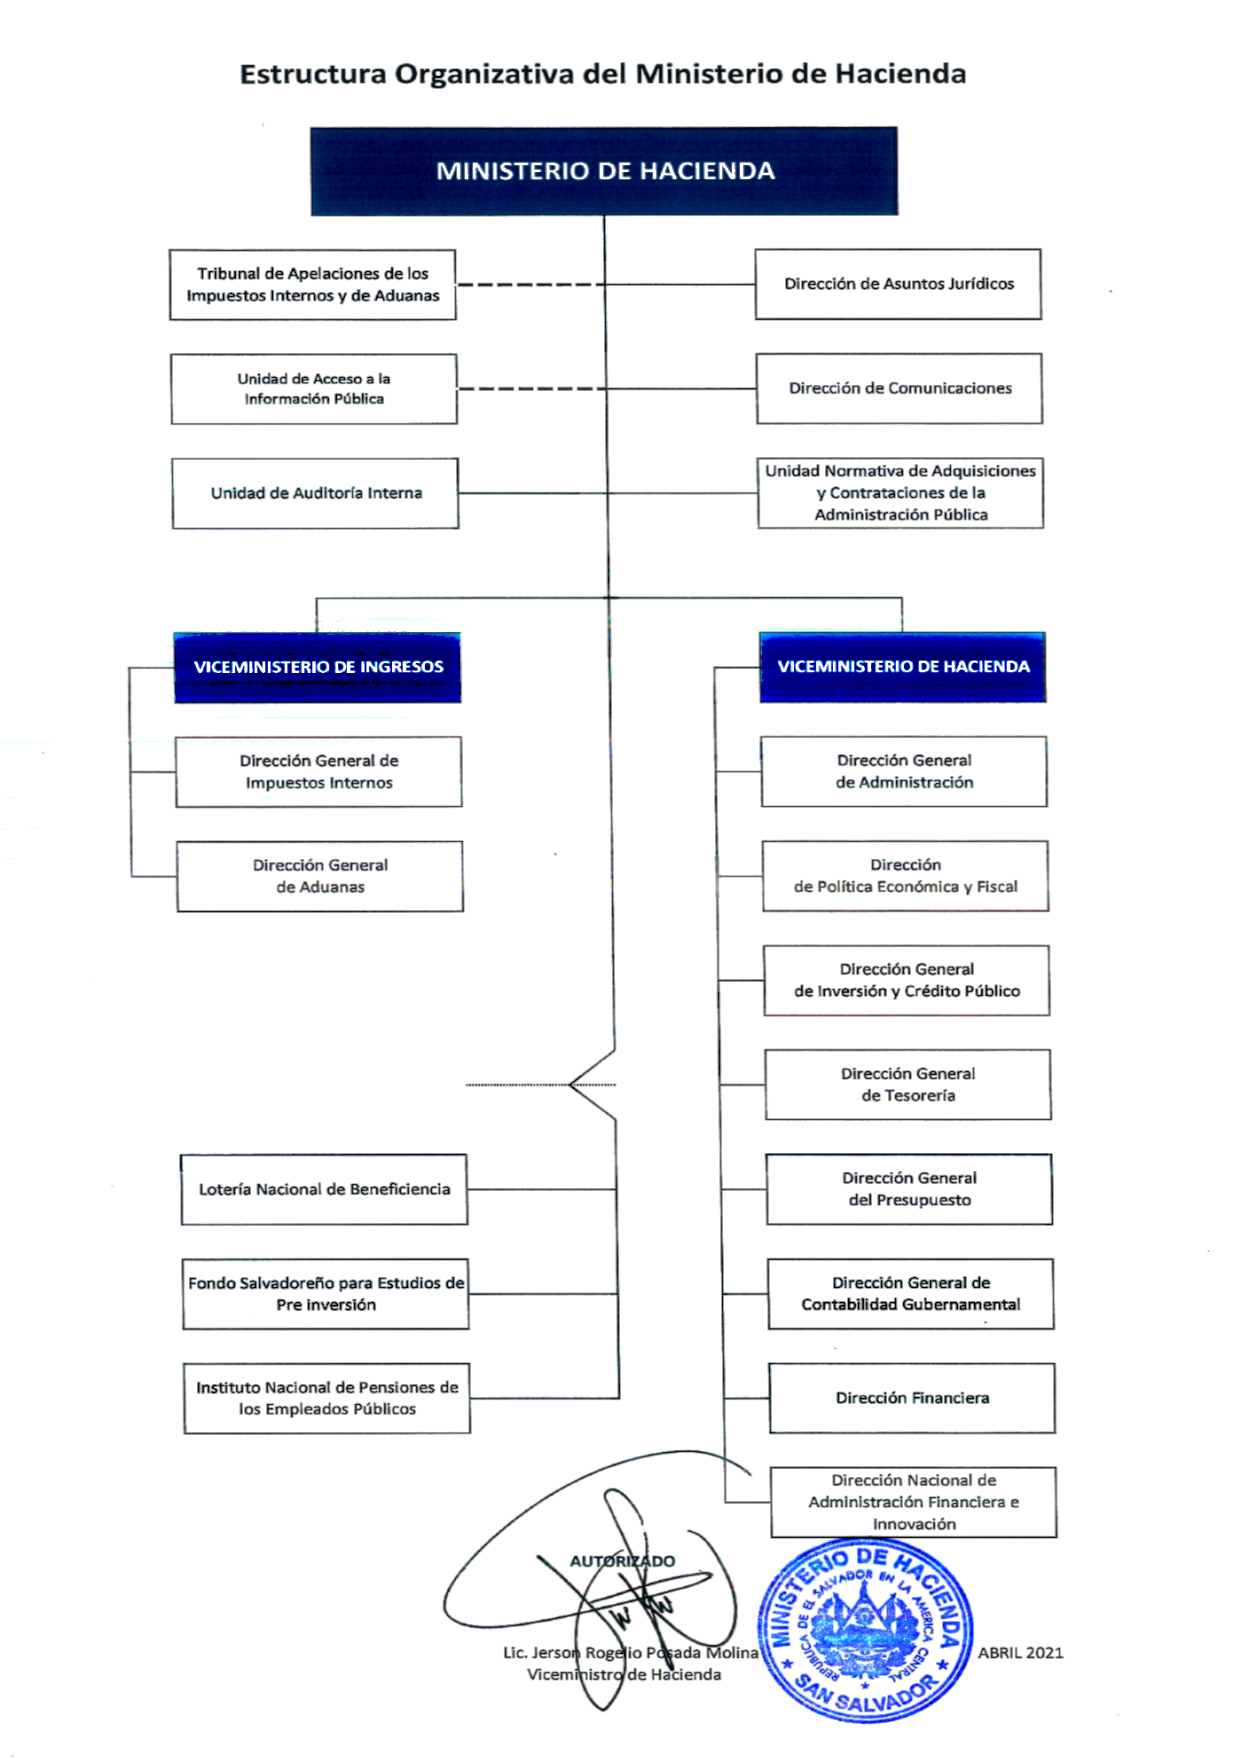 Estructura Organizativa del Ministerio de Hacienda
MINISTERIO DE HACIENDA
Tribunal de Apelaciones de los
Impuestos Internos y de Aduanas
Dirección de Asuntos Jurídicos
Unidad de Acceso a la
Información Pública
Dirección de Comunicaciones
Unidad de Auditoría Interna
Unidad Normativa de Adquisiciones
y Contrataciones de la
Administración Pública
VICEMINISTERIO DE INGRESOS
Dirección General de
Impuestos Internos
Dirección General
de Aduanas
VICEMINISTERIO DE HACIENDA
Dirección General
de Administración
Dirección
de Política Económica y Fiscal
Dirección General
de Inversión y Crédito Público
Dirección General
de Tesorería
Dirección General
del Presupuesto
Dirección General de
Contabilidad Gubernamental
Dirección Financiera
Dirección Nacional de
Administración Financiera e
Innovación
Lotería Nacional de Beneficiencia
Fondo Salvadoreño para Estudios de
Pre inversión
Instituto Nacional de Pensiones de
los Empleados Públicos
AUTORIZADO
Lic. Jerson Rogelio Posada Molina
Viceministro de Hacienda
MINISTERIO DE HACIENDA
REPUBLICA DE EL SALVADOR EN LA AMERICA CENTRAL
SAN SALVADOR
ABRIL 2021